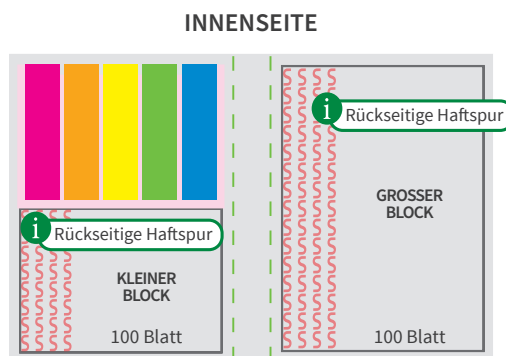 INNENSEITE
i Rückseitige Haftspur
KLEINER
BLOCK
100 Blatt
i Rückseitige Haftspur
GROSSER
BLOCK
100 Blatt